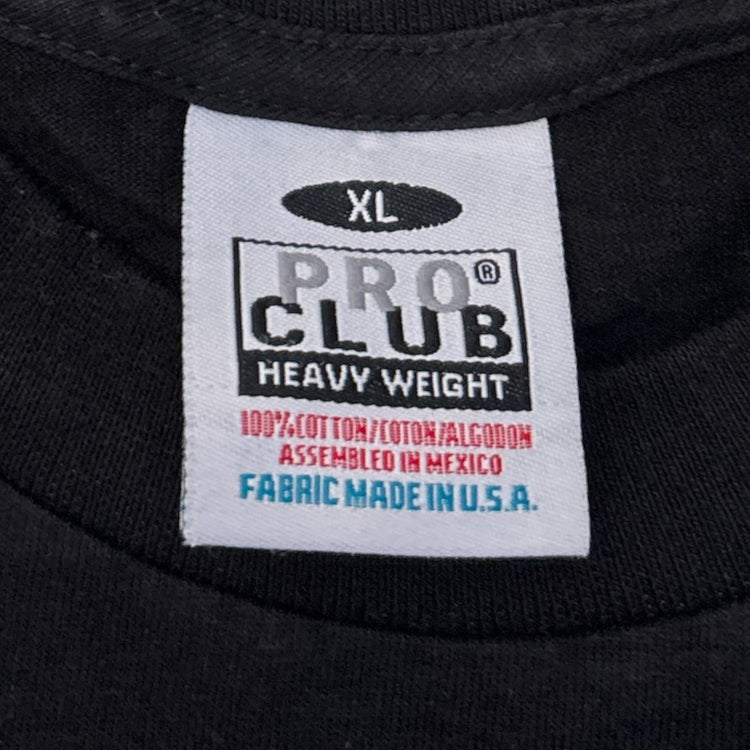 XL
PRO®
CLUB
HEAVY WEIGHT
100%COTTON/COTON/ALGODON
ASSEMBLED IN MEXICO
FABRIC MADE IN U.S.A.